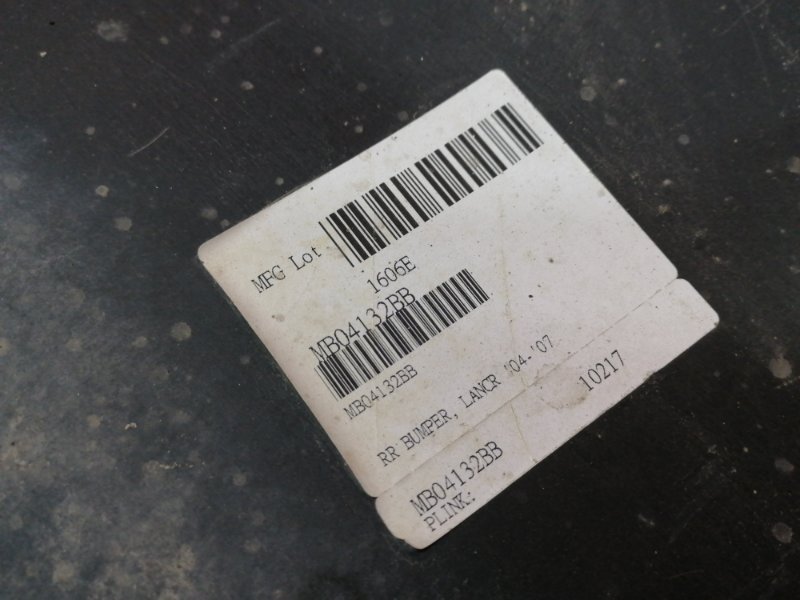 MFG Lot
1606E
MB04132BB
MB04132BB
RR BUMPER, LANCR '04-'07
10217
MB04132BB
PLINK: